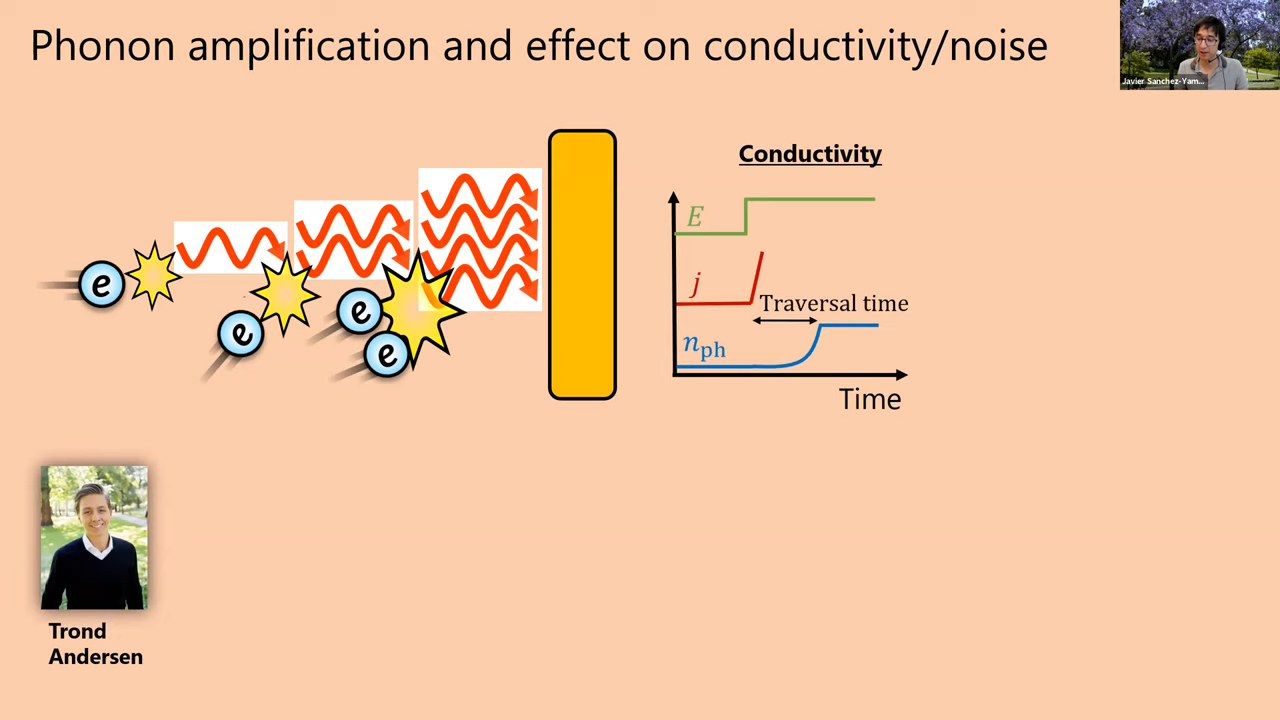 Phonon amplification and effect on conductivity/noise
Javier Sanchez-Yam...
Conductivity
E
j
Traversal time
n_ph
Time
e
e
e
e
Trond
Andersen